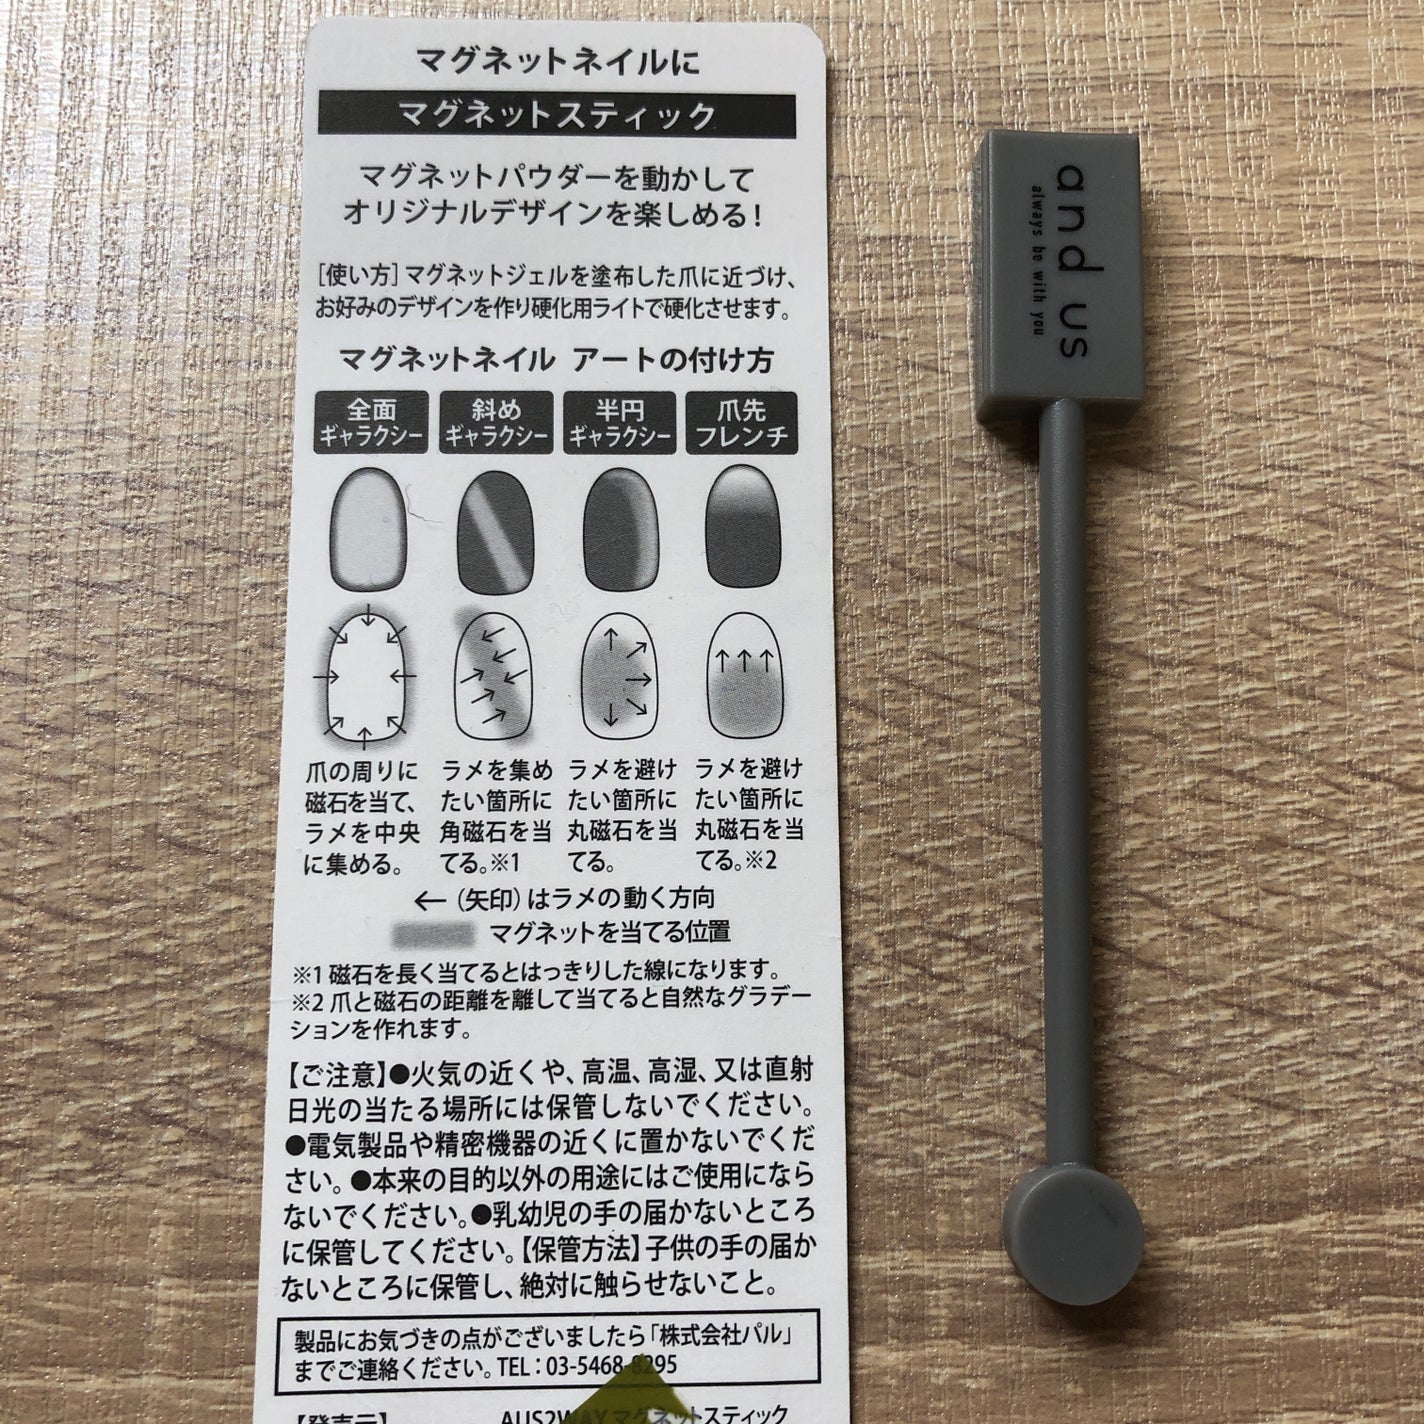 マグネットネイルに
マグネットスティック
マグネットパウダーを動かして
オリジナルデザインを楽しめる！
［使い方］マグネットジェルを塗布した爪に近づけ、
お好みのデザインを作り硬化用ライトで硬化させます。
マグネットネイル アートの付け方
全面
ギャラクシー
斜め
ギャラクシー
半円
ギャラクシー
爪先
フレンチ
爪の周りに
磁石を当て、
ラメを中央
に集める。
ラメを集め
たい箇所に
角磁石を当
てる。※1
ラメを避け
たい箇所に
丸磁石を当
てる。
ラメを避け
たい箇所に
丸磁石を当
てる。※2
←（矢印）はラメの動く方向
マグネットを当てる位置
※1 磁石を長く当てるとはっきりした線になります。
※2 爪と磁石の距離を離して当てると自然なグラデー
ションを作れます。
【ご注意】●火気の近くや、高温、高湿、又は直射
日光の当たる場所には保管しないでください。
●電気製品や精密機器の近くに置かないでくだ
さい。●本来の目的以外の用途にはご使用になら
ないでください。●乳幼児の手の届かないところ
に保管してください。【保管方法】子供の手の届か
ないところに保管し、絶対に触らせないこと。
製品にお気づきの点がございましたら「株式会社パル」
までご連絡ください。TEL：03-5468-8295
【発売元】 AUS2WAYマグネットスティック
and us
always be with you